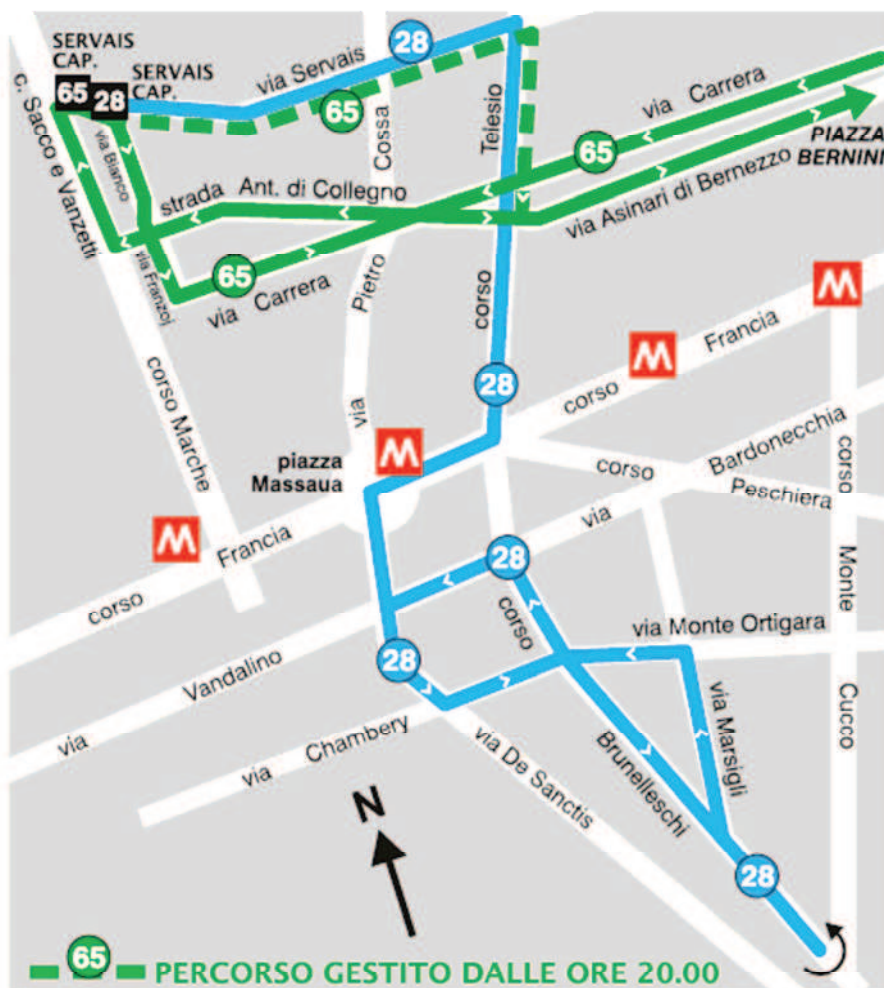 SERVAIS
CAP.
SERVAIS
CAP.
65
28
28
via Servais
65
c. Sacco e Vanzetti
via Bianco
Cossa
Telesio
via Carrera
65
PIAZZA
BERNINI
strada Ant. di Collegno
via Asinari di Bernezzo
via Franzoj
65
via Carrera
Pietro
via
corso
28
M
M
corso Francia
corso Marche
piazza
Massaua
M
M
corso Francia
corso Peschiera
via Bardonecchia
corso Monte Cucco
28
corso
via Monte Ortigara
28
via Vandalino
via Chambery
via De Sanctis
Brunelleschi
via Marsigli
28
N
65 PERCORSO GESTITO DALLE ORE 20.00